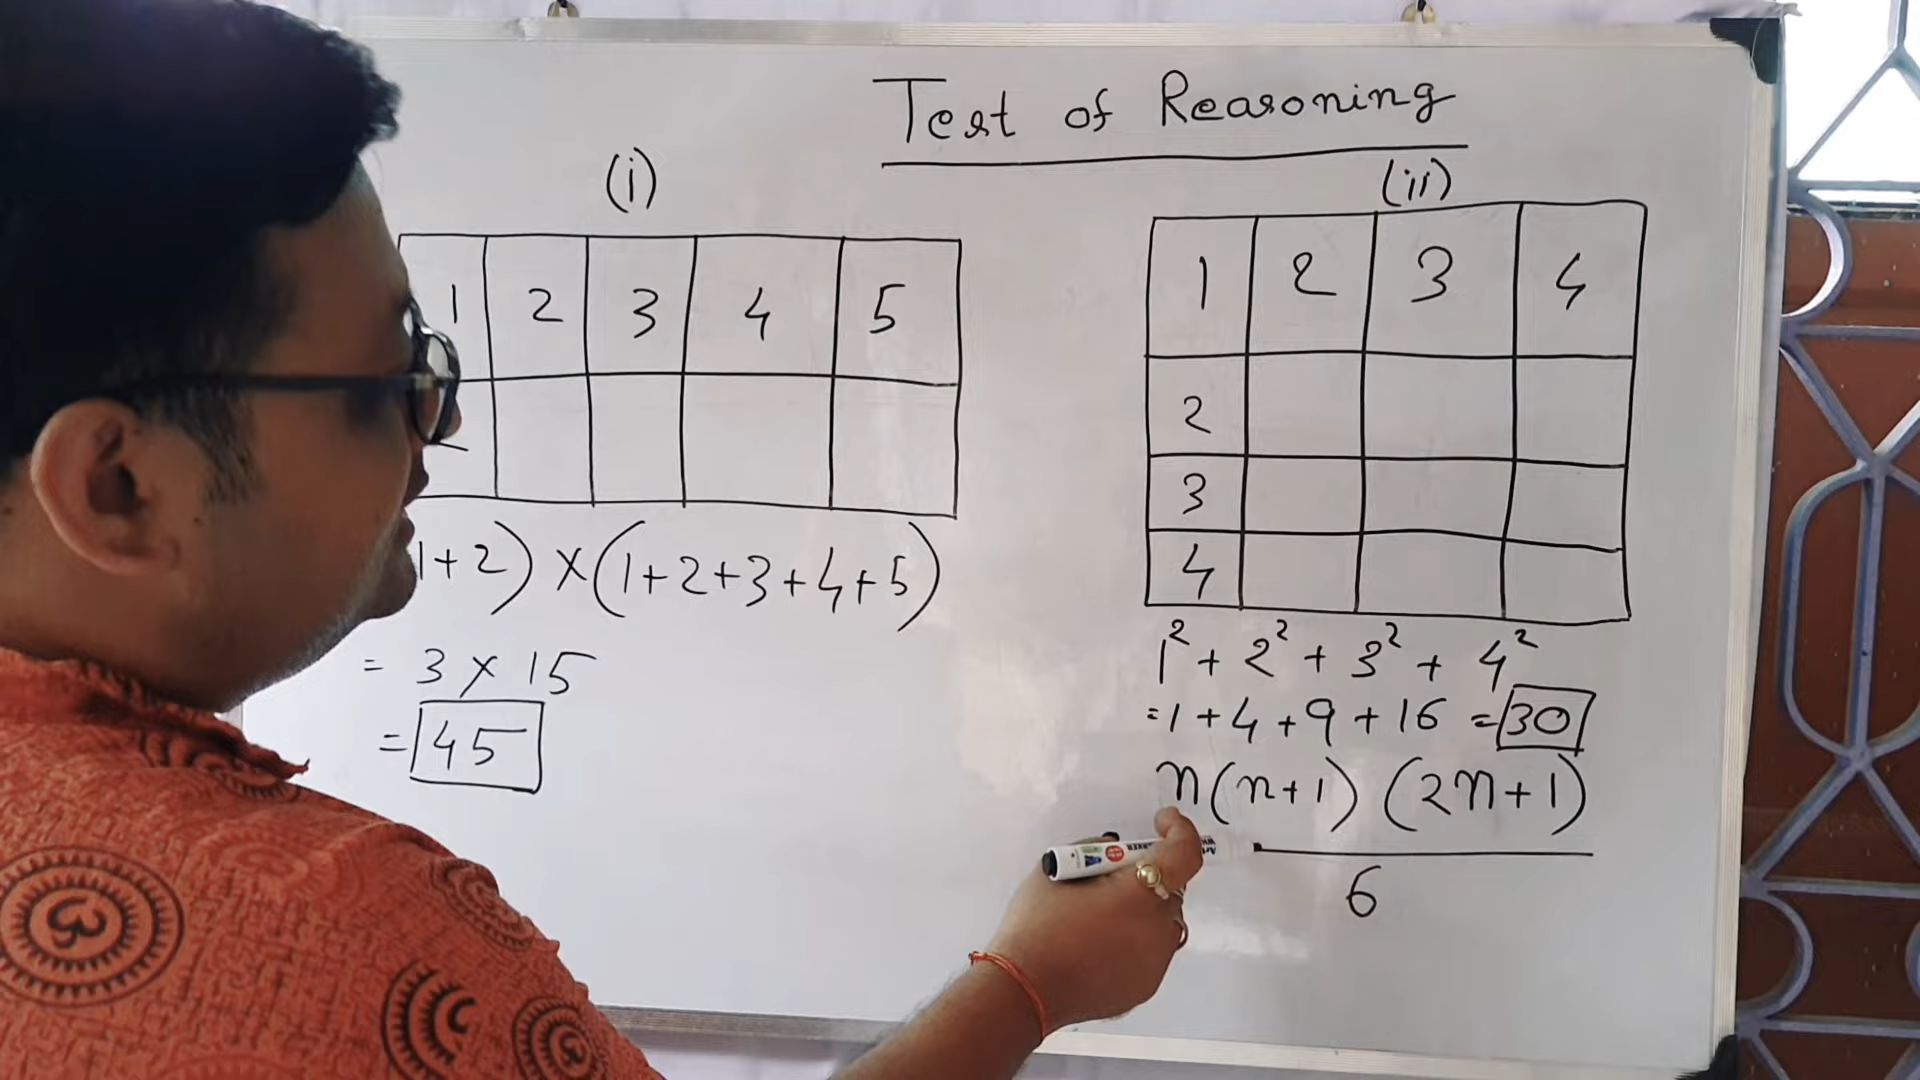 Test of Reasoning
(i)
1 2 3 4 5
1+2) × (1+2+3+4+5)
= 3 × 15
= 45
(ii)
1 2 3 4
2
3
4
1² + 2² + 3² + 4²
= 1 + 4 + 9 + 16 = 30
n(n+1) (2n+1)
6